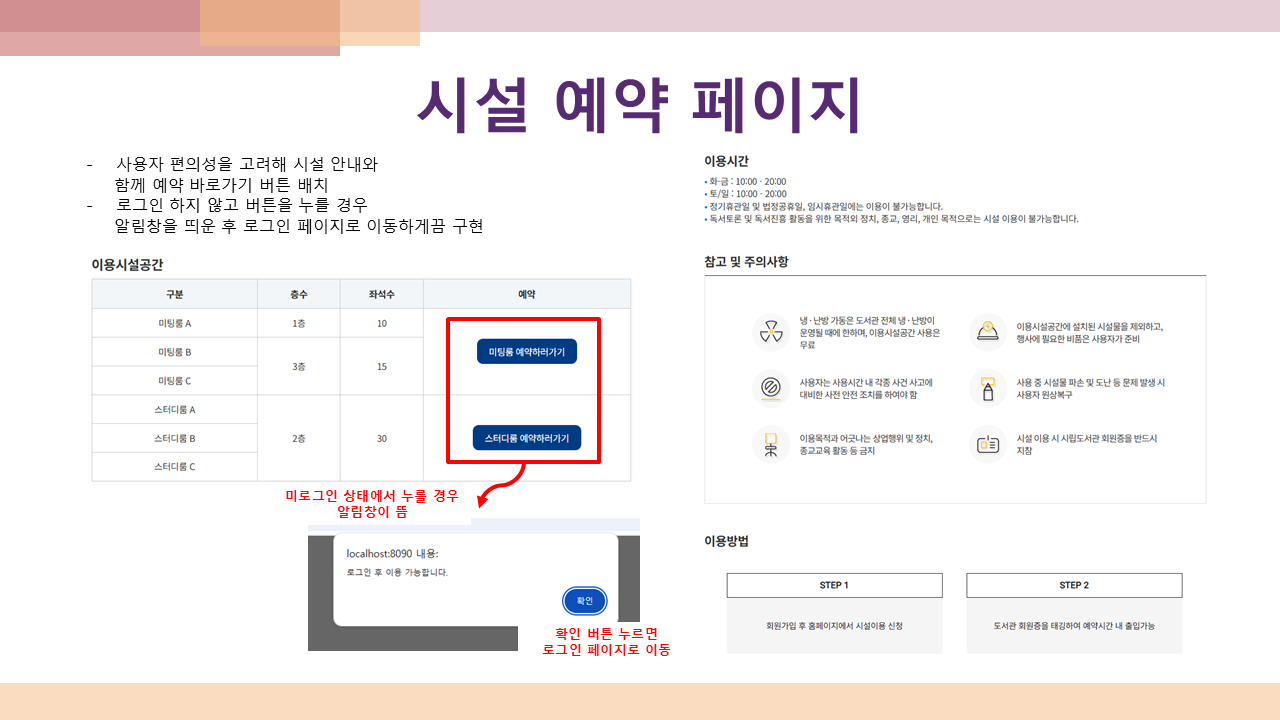 시설 예약 페이지
- 사용자 편의성을 고려해 시설 안내와
함께 예약 바로가기 버튼 배치
- 로그인 하지 않고 버튼을 누를 경우
알림창을 띄운 후 로그인 페이지로 이동하게끔 구현
이용시설공간
구분 층수 좌석수 예약
미팅룸 A 1층 10
미팅룸 B
미팅룸 예약하러가기
3층 15
미팅룸 C
스터디룸 A
스터디룸 B 2층 30 스터디룸 예약하러가기
스터디룸 C
미로그인 상태에서 누를 경우
알림창이 뜸
localhost:8090 내용:
로그인 후 이용 가능합니다.
확인
확인 버튼 누르면
로그인 페이지로 이동
이용시간
• 화-금 : 10:00 - 20:00
• 토/일 : 10:00 - 20:00
• 정기휴관일 및 법정공휴일, 임시휴관일에는 이용이 불가능합니다.
• 독서토론 및 독서진흥 활동을 위한 목적외 정치, 종교, 영리, 개인 목적으로는 시설 이용이 불가능합니다.
참고 및 주의사항
냉 · 난방 가동은 도서관 전체 냉 · 난방이
운영될 때에 한하며, 이용시설공간 사용은
무료
이용시설공간에 설치된 시설물을 제외하고,
행사에 필요한 비품은 사용자가 준비
사용자는 사용시간 내 각종 사건 사고에
대비한 사전 안전 조치를 하여야 함
사용 중 시설물 파손 및 도난 등 문제 발생 시
사용자 원상복구
이용목적과 어긋나는 상업행위 및 정치,
종교교육 활동 등 금지
시설 이용 시 시립도서관 회원증을 반드시
지참
이용방법
STEP 1
회원가입 후 홈페이지에서 시설이용 신청
STEP 2
도서관 회원증을 태깅하여 예약시간 내 출입가능